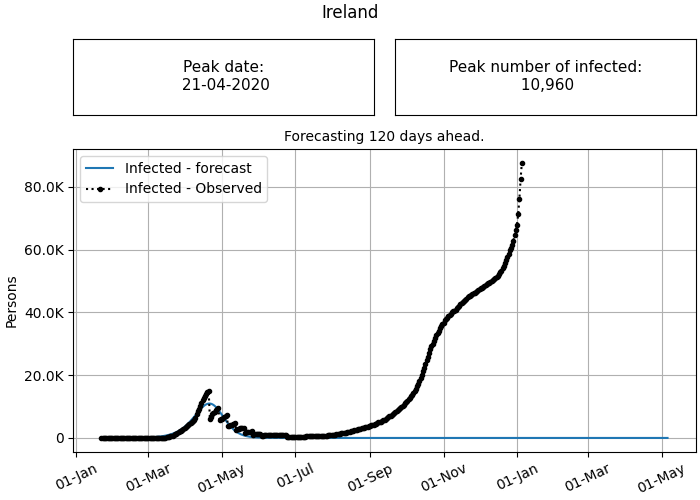 Ireland
Peak date:
21-04-2020
Peak number of infected:
10,960
Forecasting 120 days ahead.
Infected - forecast
Infected - Observed
80.0K
60.0K
40.0K
20.0K
0
Persons
01-Jan
01-Mar
01-May
01-Jul
01-Sep
01-Nov
01-Jan
01-Mar
01-May